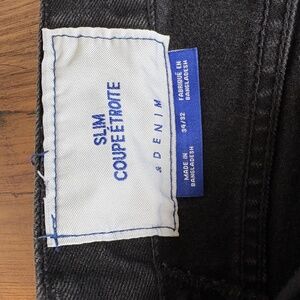 SLIM
COUPE ETROITE
& DENIM
MADE IN
BANGLADESH
34/32
FABRIQUÉ EN
BANGLADESH